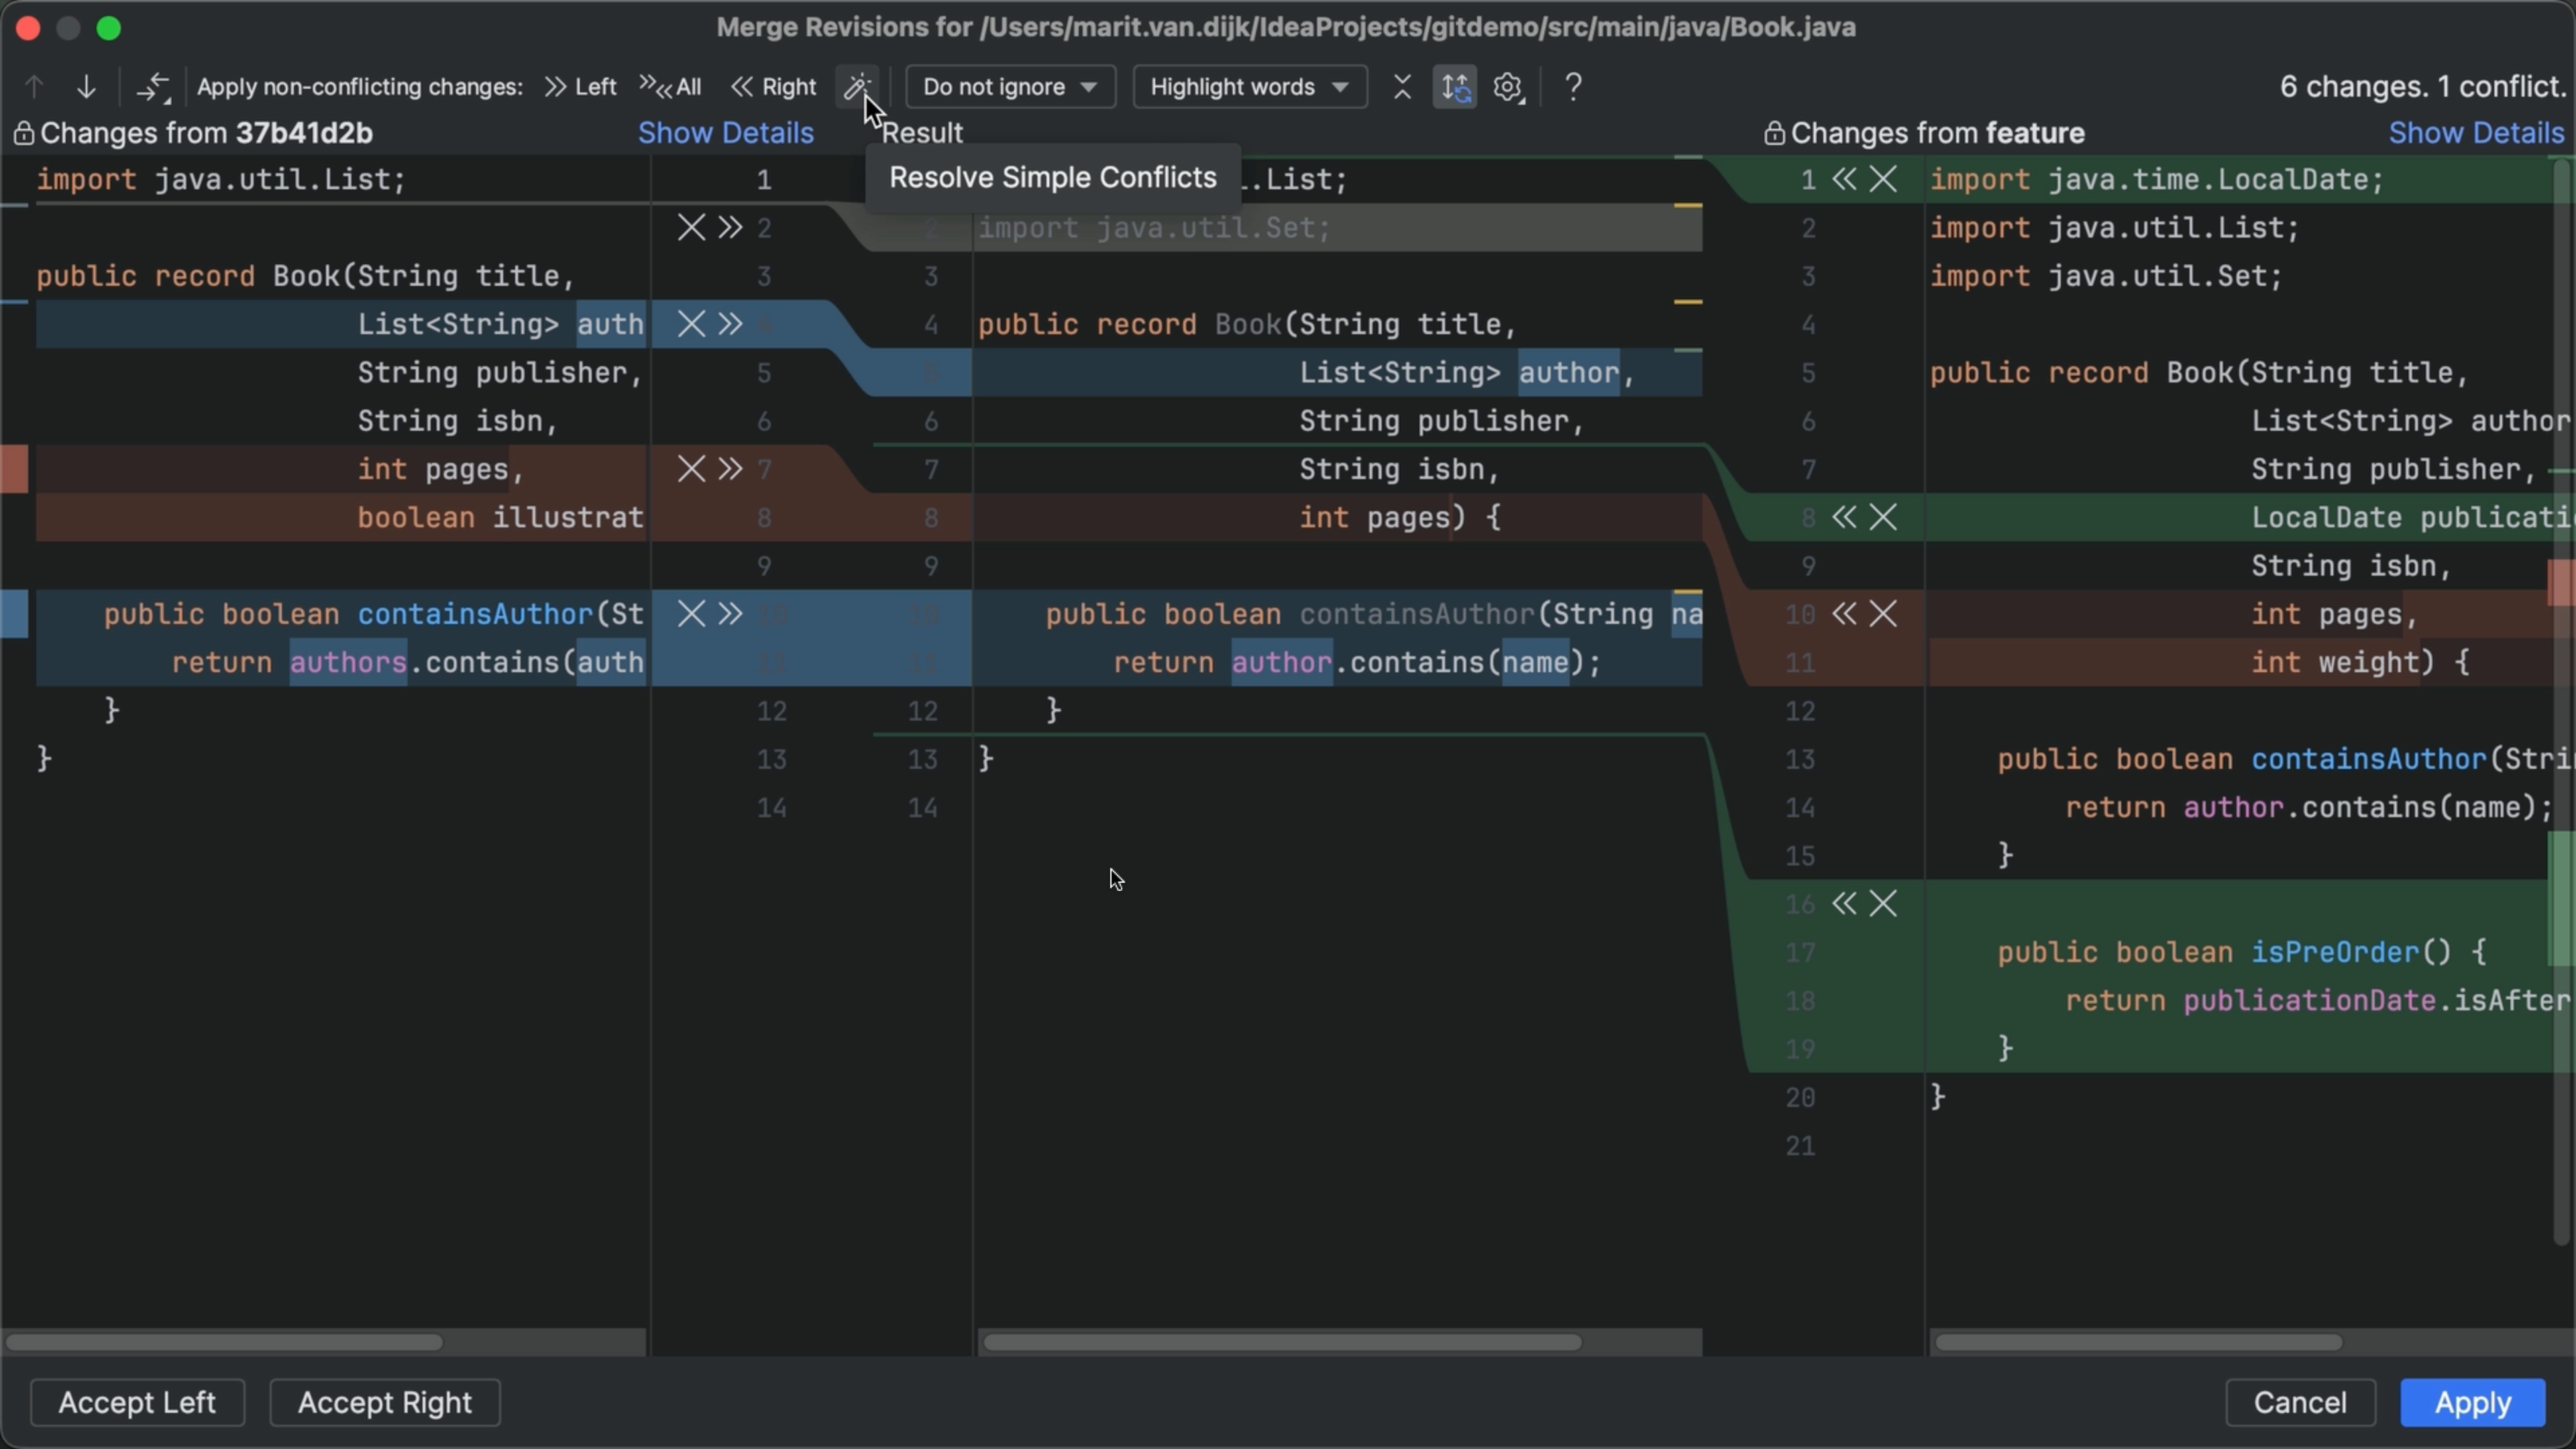 Merge Revisions for /Users/marit.van.dijk/IdeaProjects/gitdemo/src/main/java/Book.java
Apply non-conflicting changes: Left All Right Do not ignore Highlight words ? 6 changes. 1 conflict.
Changes from 37b41d2b Show Details
import java.util.List;
public record Book(String title,
List<String> auth
String publisher,
String isbn,
int pages,
boolean illustrat
public boolean containsAuthor(St
return authors.contains(auth
}
}
1
2
3
5
6
7
8
9
12
13
14
Result
Resolve Simple Conflicts
.List;
2 import java.util.Set;
3
4 public record Book(String title,
List<String> author,
6 String publisher,
7 String isbn,
8 int pages) {
9
10 public boolean containsAuthor(String na
11 return author.contains(name);
12 }
13 }
14
Changes from feature Show Details
1 import java.time.LocalDate;
2 import java.util.List;
3 import java.util.Set;
4
5 public record Book(String title,
6 List<String> author
7 String publisher,
8 LocalDate publicati
9 String isbn,
10 int pages,
11 int weight) {
12
13 public boolean containsAuthor(Stri
14 return author.contains(name);
15 }
16
17 public boolean isPreOrder() {
18 return publicationDate.isAfter
19 }
20 }
21
Accept Left Accept Right Cancel Apply